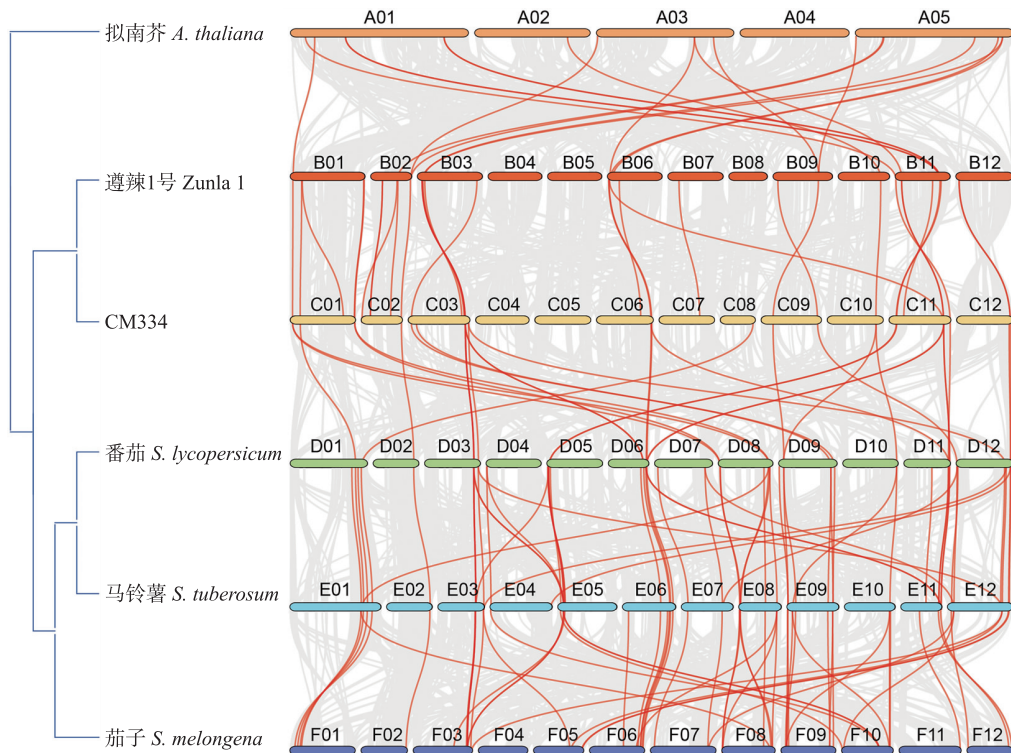 A01 A02 A03 A04 A05
拟南芥 A. thaliana
B01 B02 B03 B04 B05 B06 B07 B08 B09 B10 B11 B12
遵辣1号 Zunla 1
C01 C02 C03 C04 C05 C06 C07 C08 C09 C10 C11 C12
CM334
D01 D02 D03 D04 D05 D06 D07 D08 D09 D10 D11 D12
番茄 S. lycopersicum
E01 E02 E03 E04 E05 E06 E07 E08 E09 E10 E11 E12
马铃薯 S. tuberosum
F01 F02 F03 F04 F05 F06 F07 F08 F09 F10 F11 F12
茄子 S. melongena